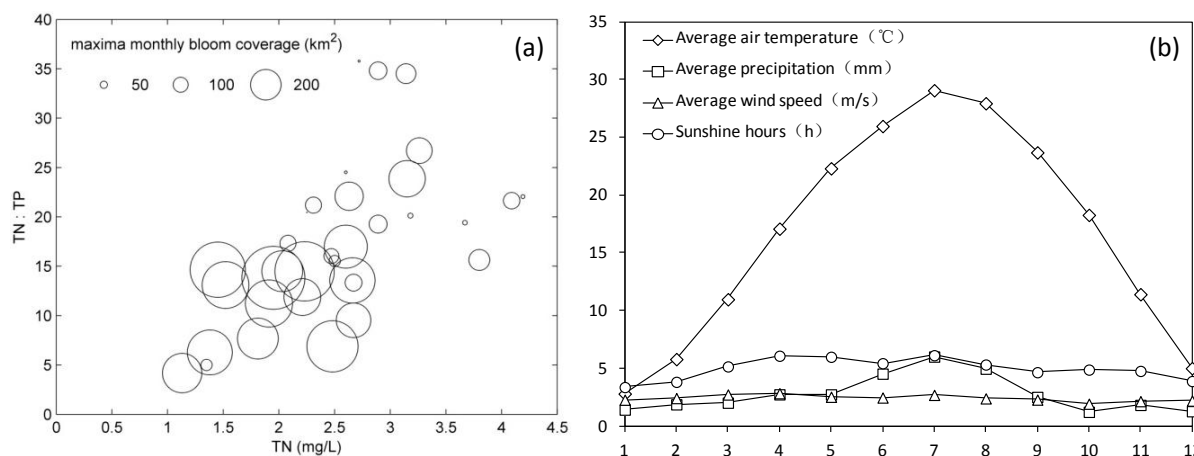 (a)
maxima monthly bloom coverage (km²)
50 100 200
40
35
30
25
20
15
10
5
0
TN : TP
0 0.5 1 1.5 2 2.5 3 3.5 4 4.5
TN (mg/L)
(b)
Average air temperature（℃）
Average precipitation（mm）
Average wind speed（m/s）
Sunshine hours（h）
35
30
25
20
15
10
5
0
1 2 3 4 5 6 7 8 9 10 11